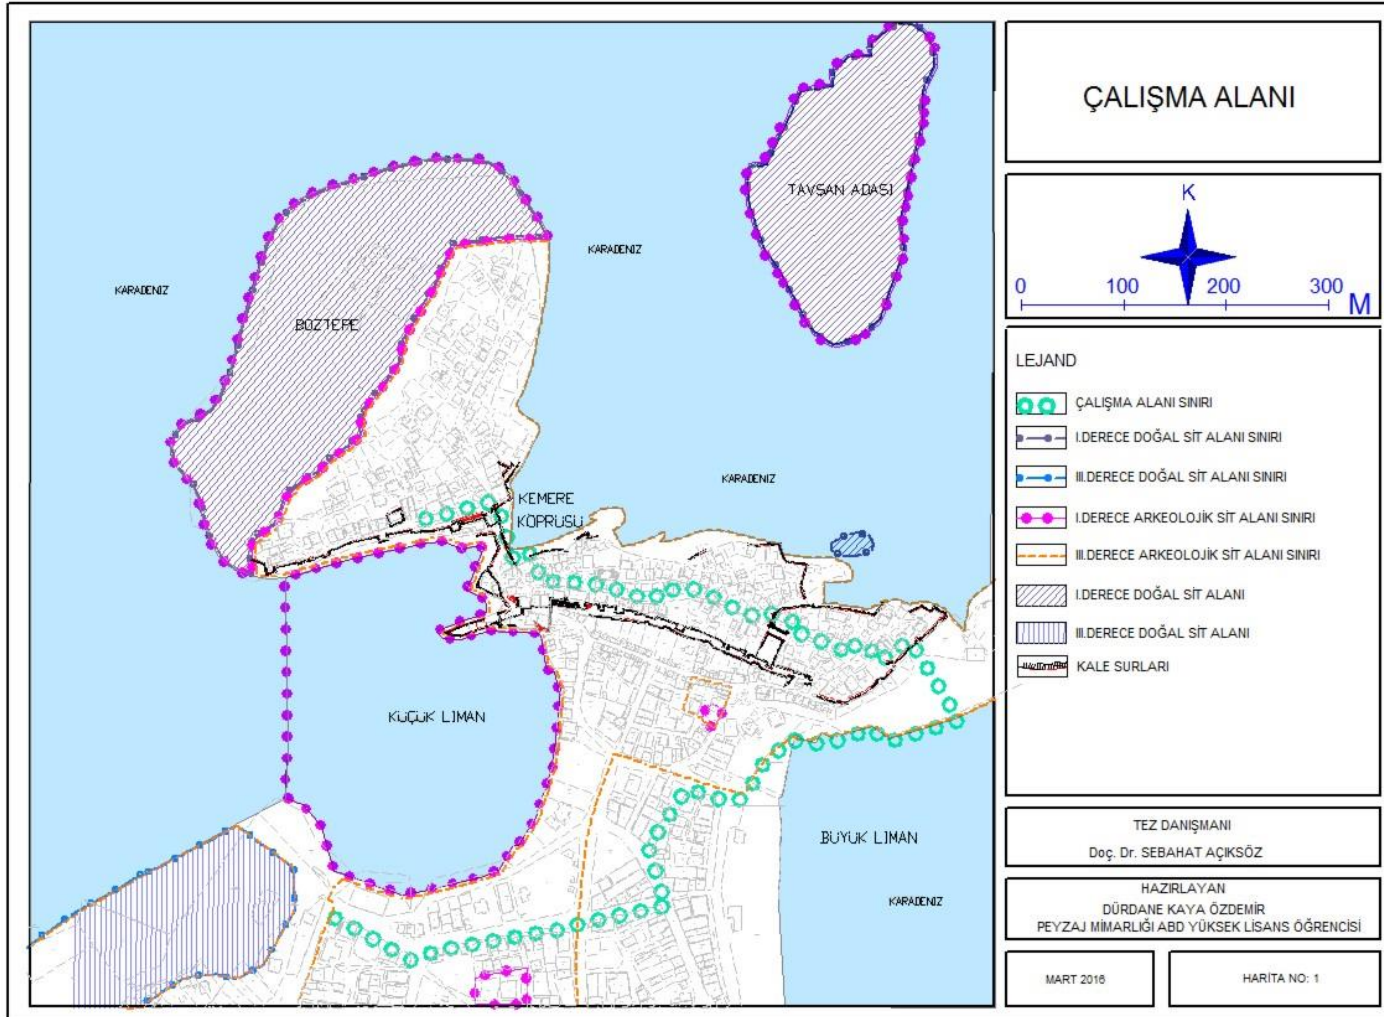 ÇALIŞMA ALANI
K
0 100 200 300 M
LEJAND
ÇALIŞMA ALANI SINIRI
I.DERECE DOĞAL SİT ALANI SINIRI
III.DERECE DOĞAL SİT ALANI SINIRI
I.DERECE ARKEOLOJİK SİT ALANI SINIRI
III.DERECE ARKEOLOJİK SİT ALANI SINIRI
I.DERECE DOĞAL SİT ALANI
III.DERECE DOĞAL SİT ALANI
KALE SURLARI
TEZ DANIŞMANI
Doç. Dr. SEBAHAT AÇIKSÖZ
HAZIRLAYAN
DÜRDANE KAYA ÖZDEMİR
PEYZAJ MİMARLIĞI ABD YÜKSEK LİSANS ÖĞRENCİSİ
MART 2016
HARİTA NO: 1
TAVŞAN ADASI
KARADENİZ
KARADENİZ
BOZTEPE
KARADENİZ
KEMERE
KÖPRÜSÜ
KÜÇÜK LİMAN
BÜYÜK LİMAN
KARADENİZ